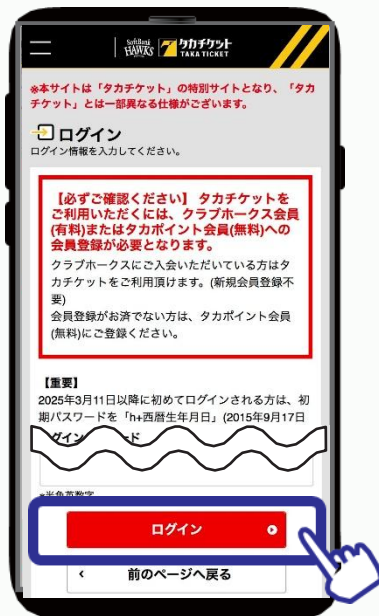 SoftBank
HAWKS タカチケット
TAKA TICKET
※本サイトは「タカチケット」の特別サイトとなり、「タカ
チケット」とは一部異なる仕様がございます。
ログイン
ログイン情報を入力してください。
【必ずご確認ください】 タカチケットを
ご利用いただくには、クラブホークス会員
(有料)またはタカポイント会員(無料)への
会員登録が必要となります。
クラブホークスにご入会いただいている方はタ
カチケットをご利用頂けます。(新規会員登録不
要)
会員登録がお済でない方は、タカポイント会員
(無料)にご登録ください。
【重要】
2025年3月11日以降に初めてログインされる方は、初
期パスワードを「h+西暦生年月日」(2015年9月17日
ログイン
ド
※半角英数字
ログイン
前のページへ戻る